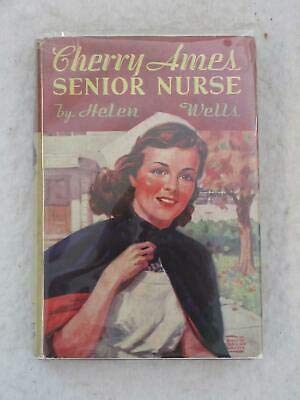 Cherry Ames
SENIOR NURSE
by Helen Wells